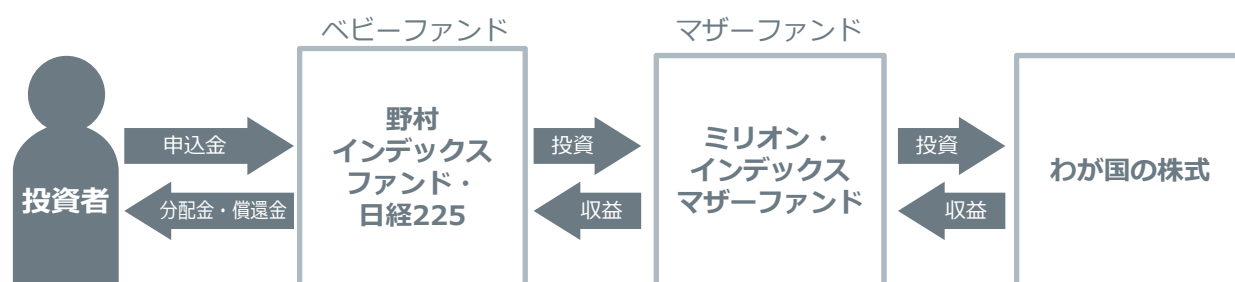 ベビーファンド
マザーファンド
投資者
申込金
分配金・償還金
野村
インデックス
ファンド・
日経225
投資
収益
ミリオン・
インデックス
マザーファンド
投資
収益
わが国の株式